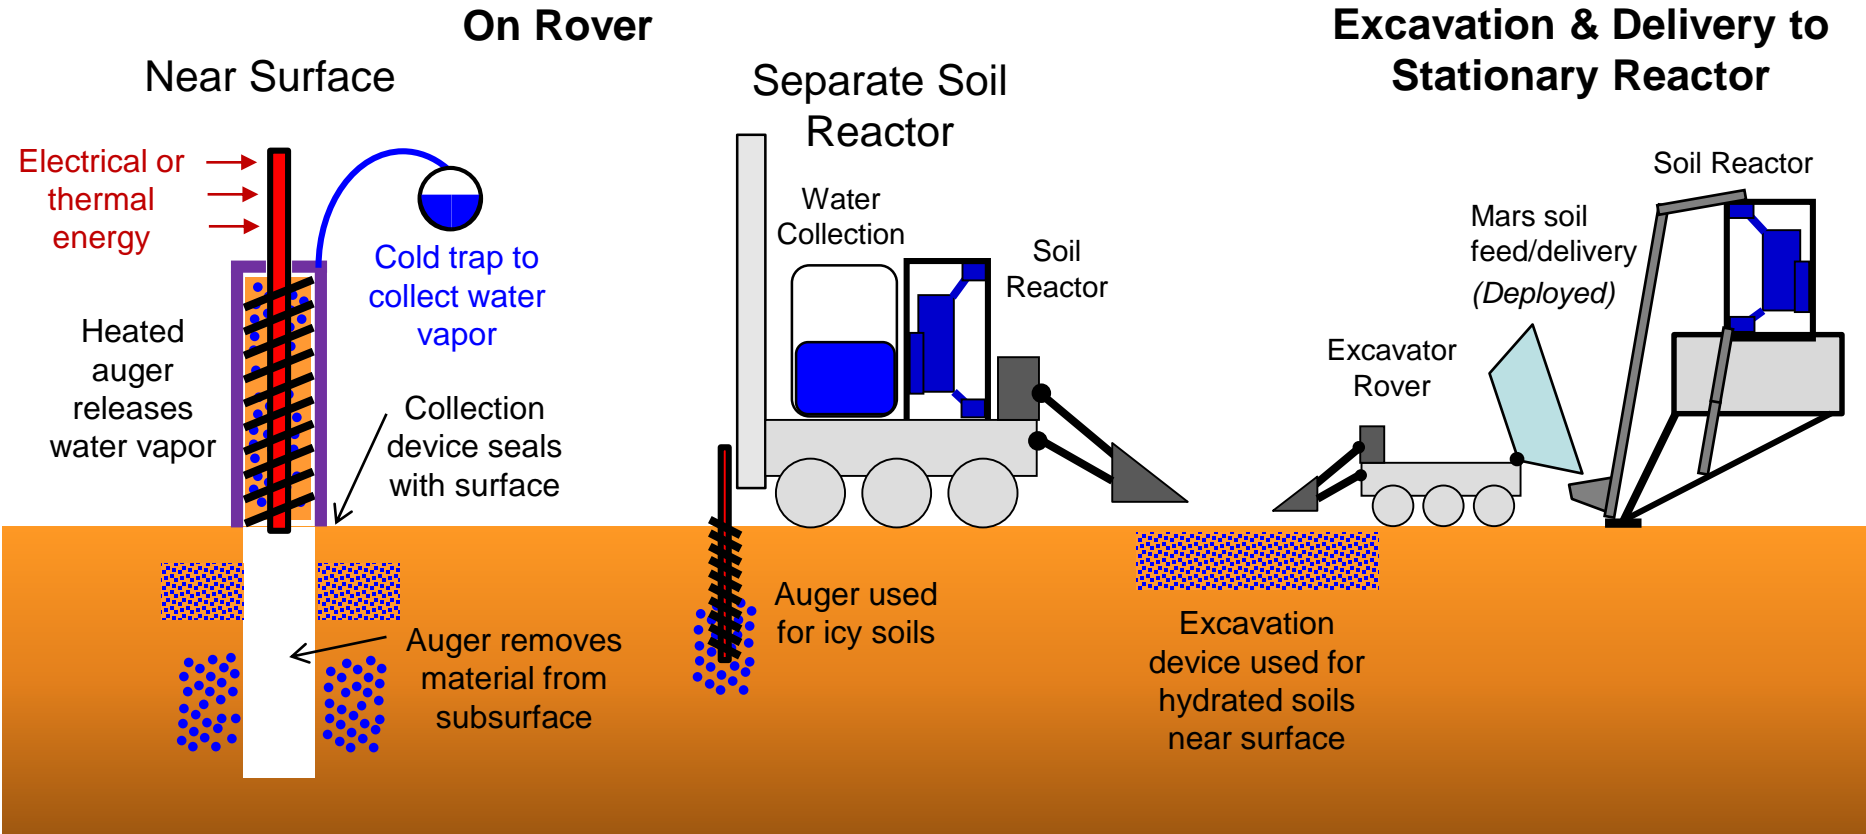 On Rover
Near Surface
Electrical or
thermal
energy
Cold trap to
collect water
vapor
Heated
auger
releases
water vapor
Collection
device seals
with surface
Auger removes
material from
subsurface
Separate Soil
Reactor
Water
Collection
Soil
Reactor
Auger used
for icy soils
Excavation
device used for
hydrated soils
near surface
Excavation & Delivery to
Stationary Reactor
Soil Reactor
Mars soil
feed/delivery
(Deployed)
Excavator
Rover